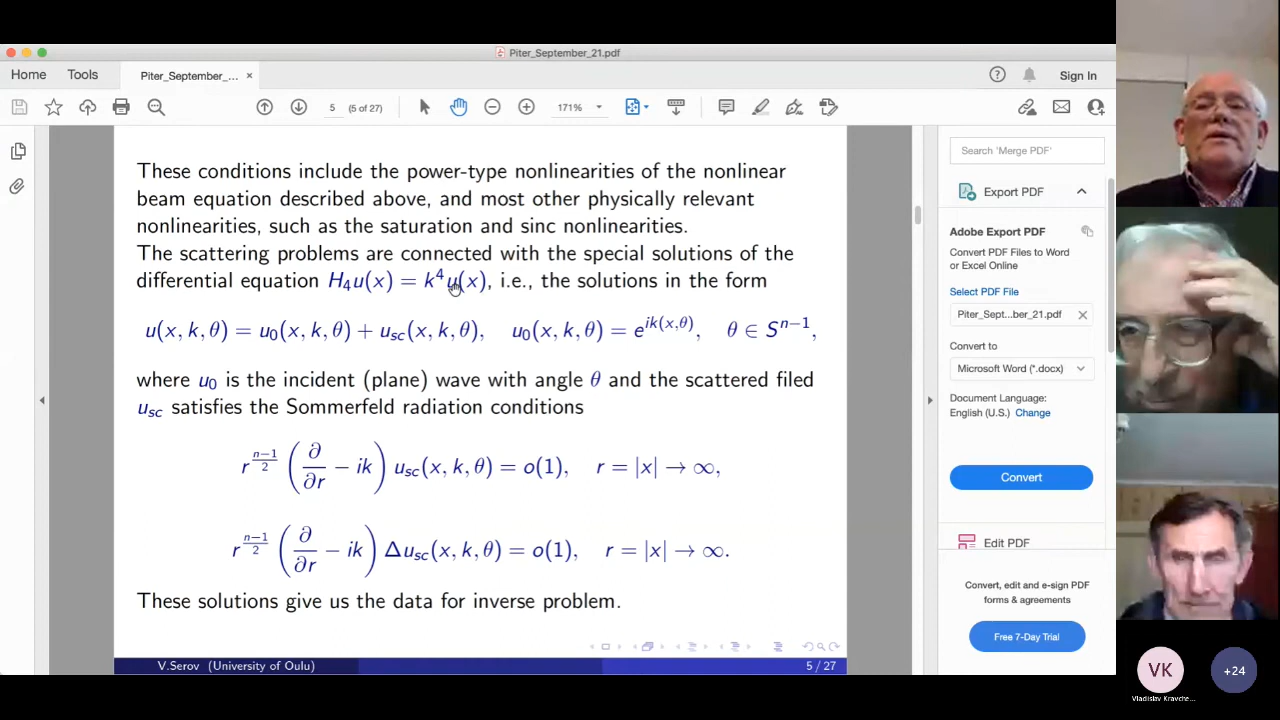 Piter_September_21.pdf
Home Tools Piter_September_... × Sign In
5 (5 of 27) 171%
These conditions include the power-type nonlinearities of the nonlinear
beam equation described above, and most other physically relevant
nonlinearities, such as the saturation and sinc nonlinearities.
The scattering problems are connected with the special solutions of the
differential equation H₄u(x) = k⁴u(x), i.e., the solutions in the form
u(x, k, θ) = u₀(x, k, θ) + u_sc(x, k, θ), u₀(x, k, θ) = e^{ik(x,θ)}, θ ∈ S^{n−1},
where u₀ is the incident (plane) wave with angle θ and the scattered filed
u_sc satisfies the Sommerfeld radiation conditions
r^{\frac{n−1}{2}} (∂/∂r − ik) u_sc(x, k, θ) = o(1), r = |x| → ∞,
r^{\frac{n−1}{2}} (∂/∂r − ik) Δu_sc(x, k, θ) = o(1), r = |x| → ∞.
These solutions give us the data for inverse problem.
V.Serov (University of Oulu) 5 / 27
Search 'Merge PDF'
Export PDF
Adobe Export PDF
Convert PDF Files to Word
or Excel Online
Select PDF File
Piter_Sept...ber_21.pdf ×
Convert to
Microsoft Word (*.docx)
Document Language:
English (U.S.) Change
Convert
Edit PDF
Convert, edit and e-sign PDF
forms & agreements
Free 7-Day Trial
VK
Vladislav Kravche...
+24